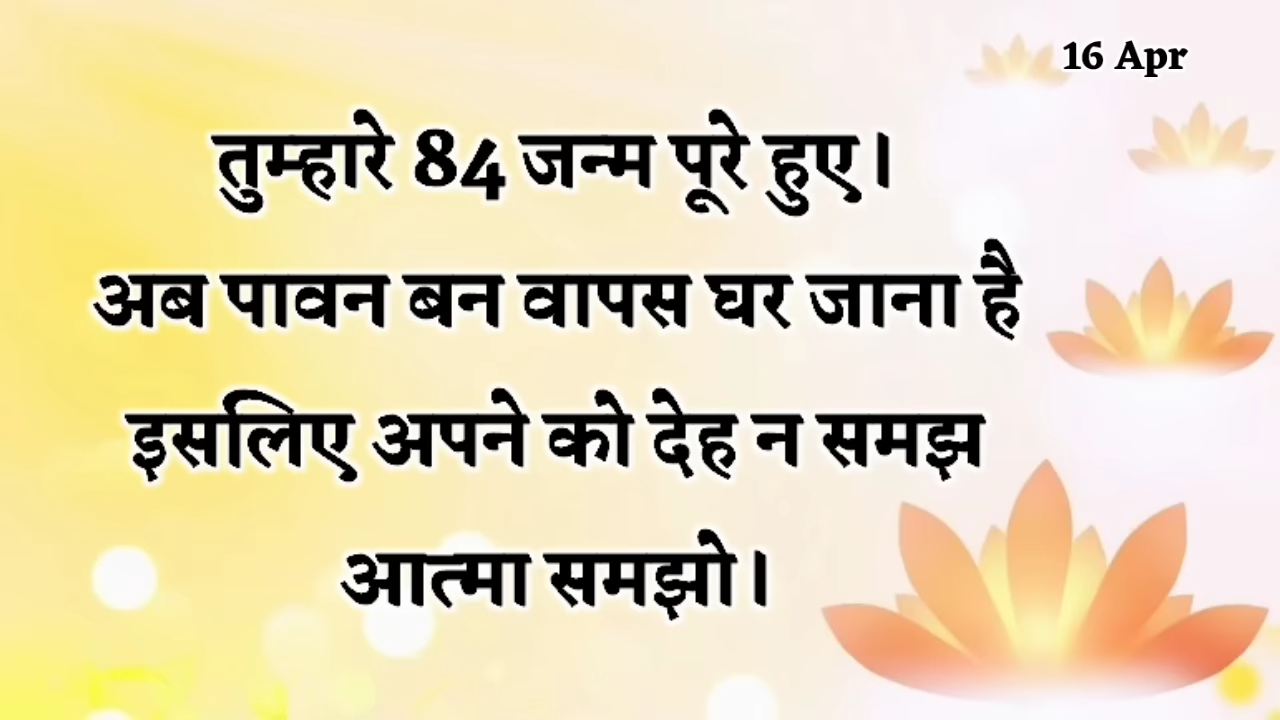 16 Apr
तुम्हारे 84 जन्म पूरे हुए।
अब पावन बन वापस घर जाना है
इसलिए अपने को देह न समझ
आत्मा समझो।